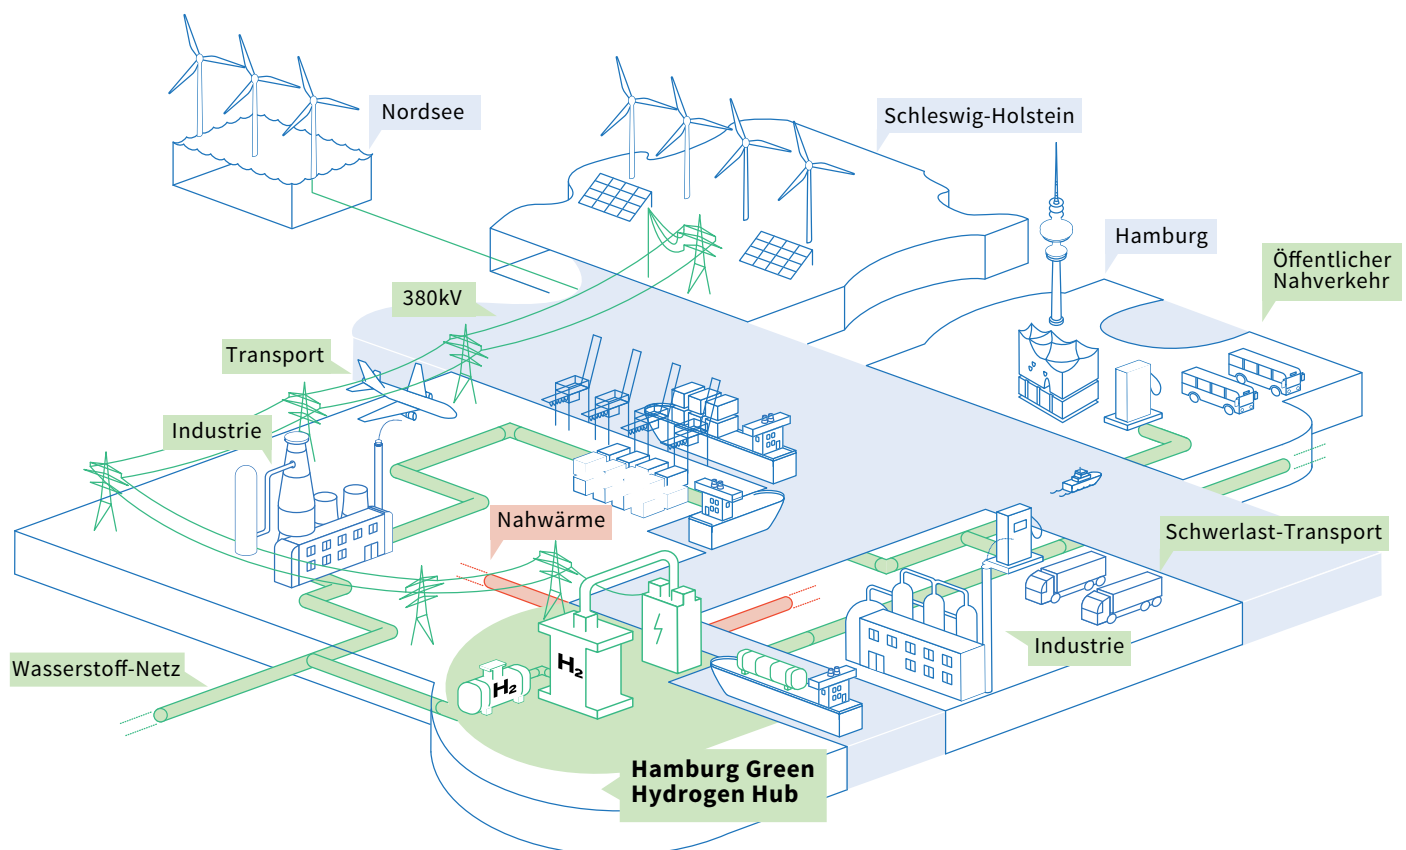 Nordsee
Schleswig-Holstein
Hamburg
Öffentlicher
Nahverkehr
380kV
Transport
Industrie
Nahwärme
Schwerlast-Transport
Industrie
Wasserstoff-Netz
H₂
H₂
Hamburg Green
Hydrogen Hub